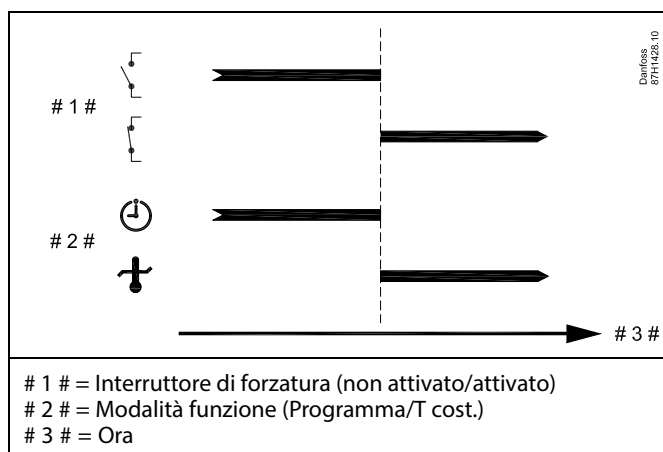 Danfoss
87H1428.10
# 1 #
# 2 #
# 3 #
# 1 # = Interruttore di forzatura (non attivato/attivato)
# 2 # = Modalità funzione (Programma/T cost.)
# 3 # = Ora